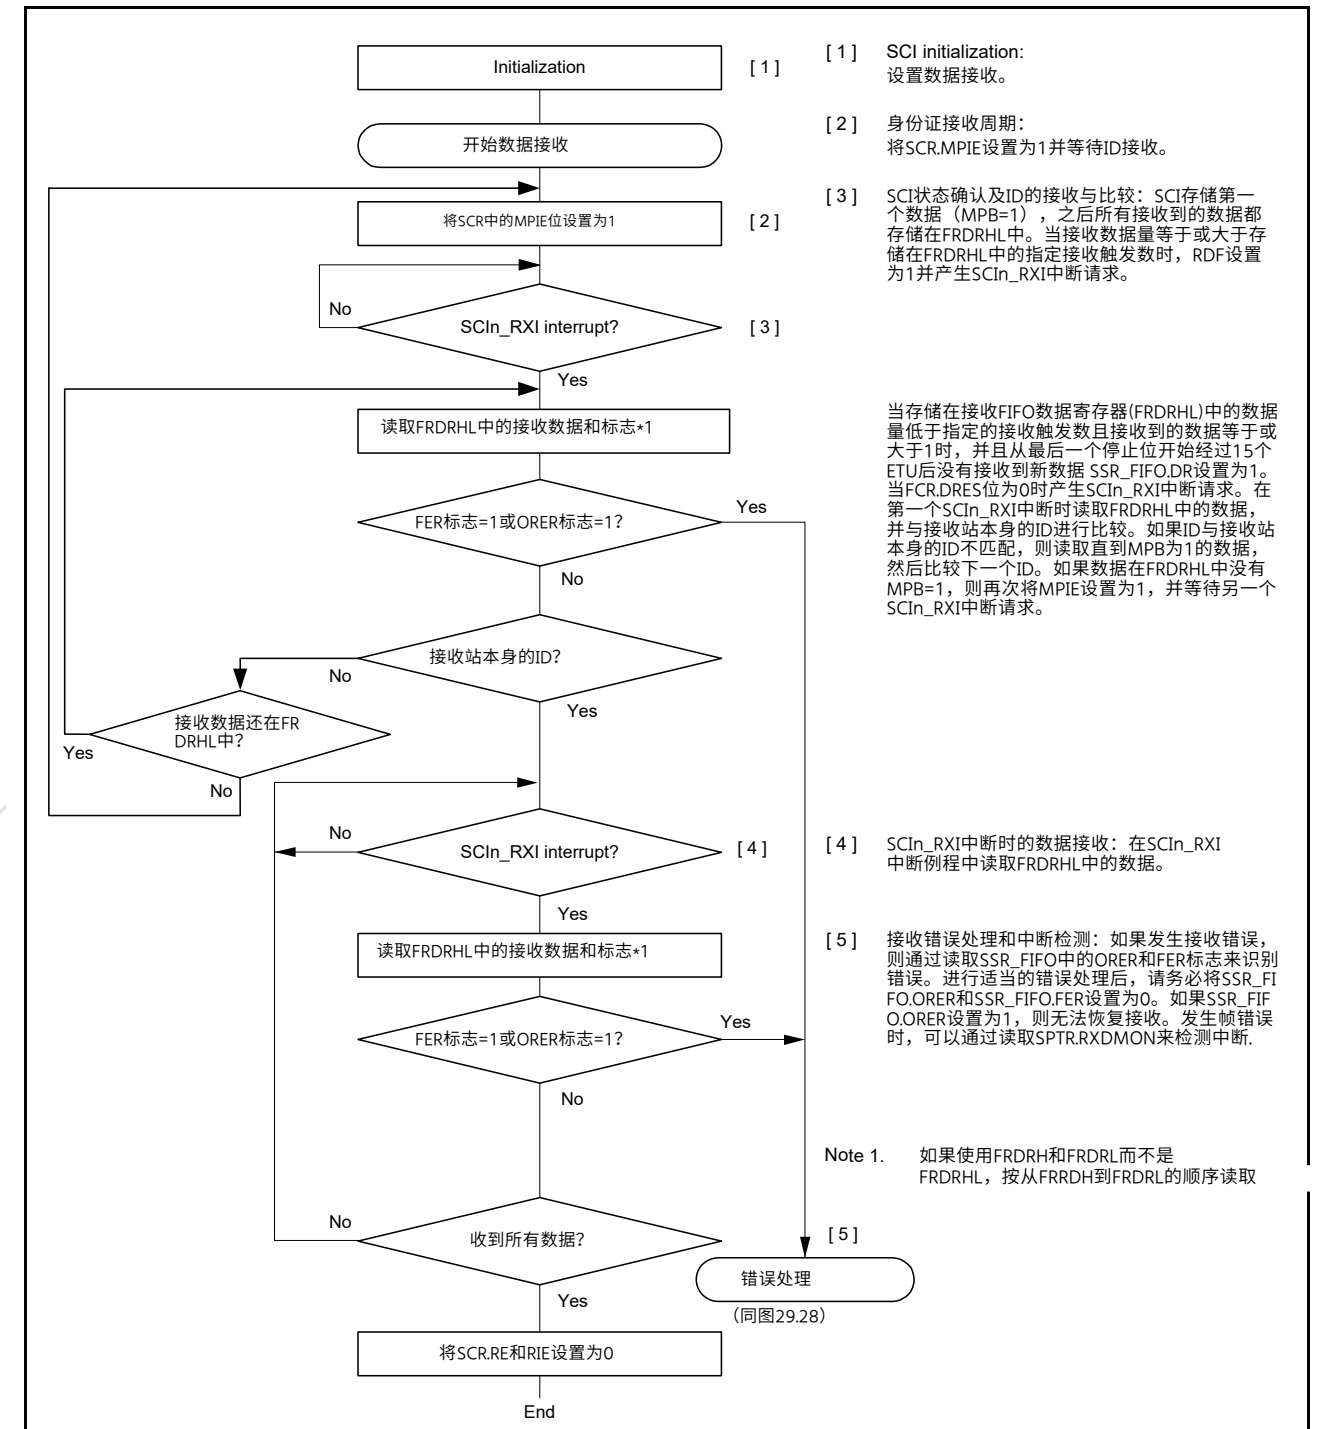 Initialization
[ 1 ]
开始数据接收
将SCR中的MPIE位设置为1
[ 2 ]
No
SCIn_RXI interrupt?
[ 3 ]
Yes
读取FRDRHL中的接收数据和标志*1
FER标志=1或ORER标志=1?
Yes
No
接收站本身的ID?
No
Yes
接收数据还在FR
DRHL中?
Yes
No
No
SCIn_RXI interrupt?
[ 4 ]
Yes
读取FRDRHL中的接收数据和标志*1
FER标志=1或ORER标志=1?
Yes
No
No
收到所有数据?
[ 5 ]
错误处理
(同图29.28)
Yes
将SCR.RE和RIE设置为0
End
[ 1 ] SCI initialization:
设置数据接收。
[ 2 ] 身份证接收周期：
将SCR.MPIE设置为1并等待ID接收。
[ 3 ] SCI状态确认及ID的接收与比较：SCI存储第一
个数据（MPB=1），之后所有接收到的数据都
存储在FRDRHL中。当接收数据量等于或大于存
储在FRDRHL中的指定接收触发数时，RDF设置
为1并产生SCIn_RXI中断请求。
当存储在接收FIFO数据寄存器(FRDRHL)中的数据
量低于指定的接收触发数且接收到的数据等于或
大于1时，并且从最后一个停止位开始经过15个
ETU后没有接收到新数据 SSR_FIFO.DR设置为1。
当FCR.DRES位为0时产生SCIn_RXI中断请求。在
第一个SCIn_RXI中断时读取FRDRHL中的数据，
并与接收站本身的ID进行比较。如果ID与接收站
本身的ID不匹配，则读取直到MPB为1的数据，
然后比较下一个ID。如果数据在FRDRHL中没有
MPB=1，则再次将MPIE设置为1，并等待另一个
SCIn_RXI中断请求。
[ 4 ] SCIn_RXI中断时的数据接收：在SCIn_RXI
中断例程中读取FRDRHL中的数据。
[ 5 ] 接收错误处理和中断检测：如果发生接收错误，
则通过读取SSR_FIFO中的ORER和FER标志来识别
错误。进行适当的错误处理后，请务必将SSR_FI
FO.ORER和SSR_FIFO.FER设置为0。如果SSR_FIF
O.ORER设置为1，则无法恢复接收。发生帧错误
时，可以通过读取SPTR.RXDMON来检测中断.
Note 1. 如果使用FRDRH和FRDRL而不是
FRDRHL，按从FRRDH到FRDRL的顺序读取